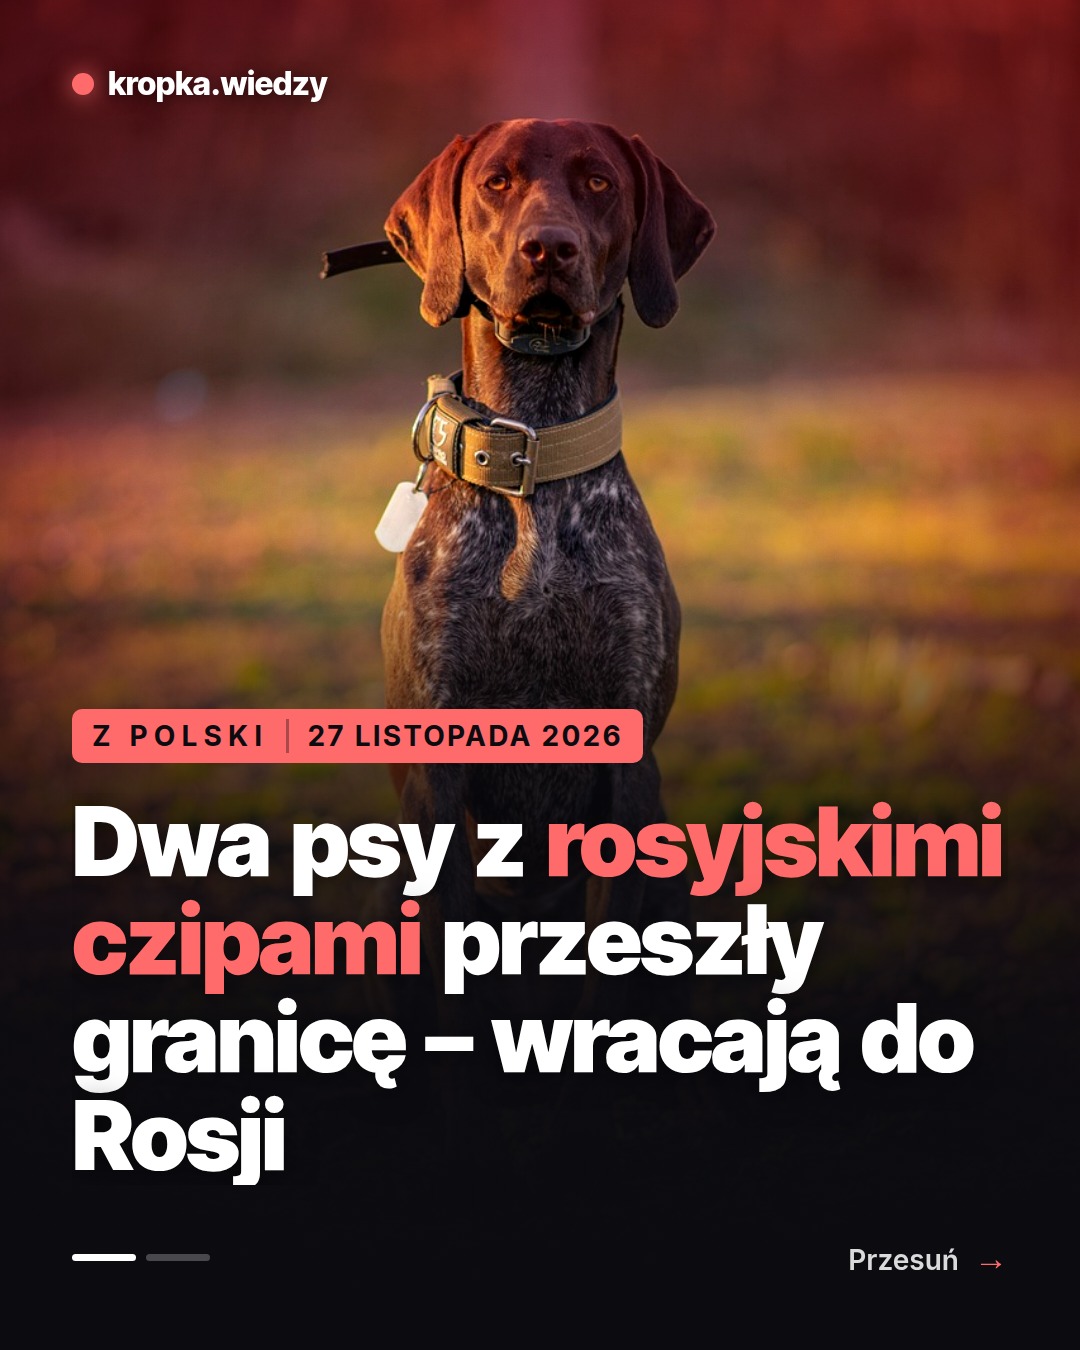 kropka.wiedzy
Z POLSKI | 27 LISTOPADA 2026
Dwa psy z rosyjskimi
czipami przeszły
granicę – wracają do
Rosji
Przesuń →